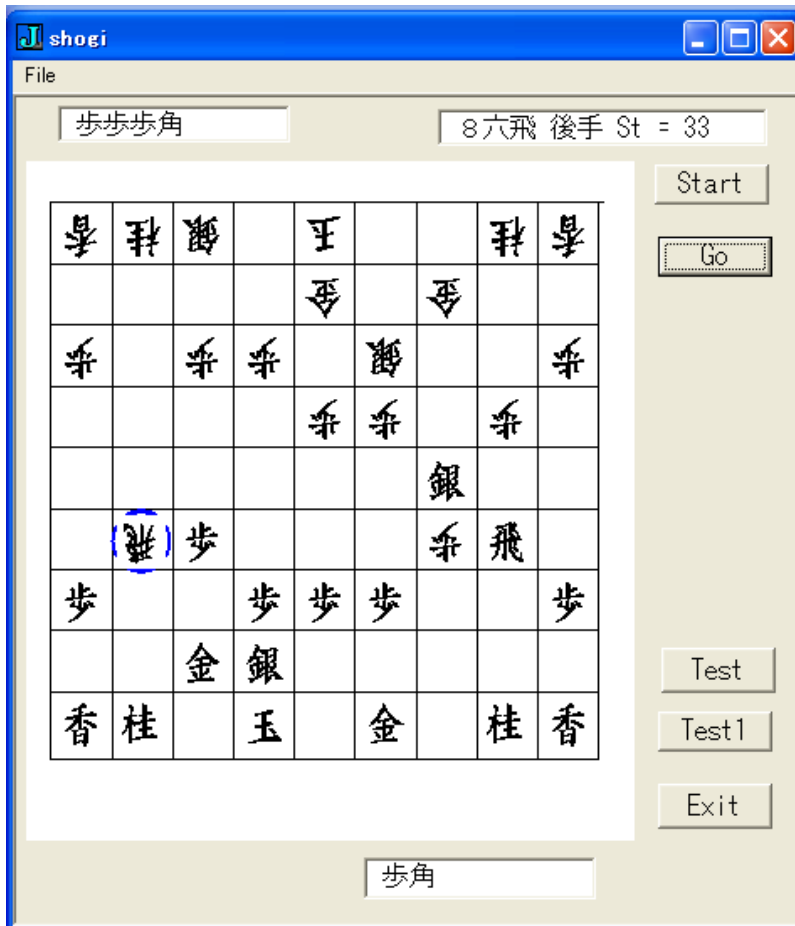 shogi
File
歩歩歩角
８六飛 後手 St = 33
Start
Go
香 桂 銀 王 桂 香
金 金
歩 歩 歩 銀 歩
歩 歩 歩
銀
飛 歩 歩 飛
歩 歩 歩 歩 歩
金 銀
香 桂 玉 金 桂 香
Test
Test1
Exit
歩角